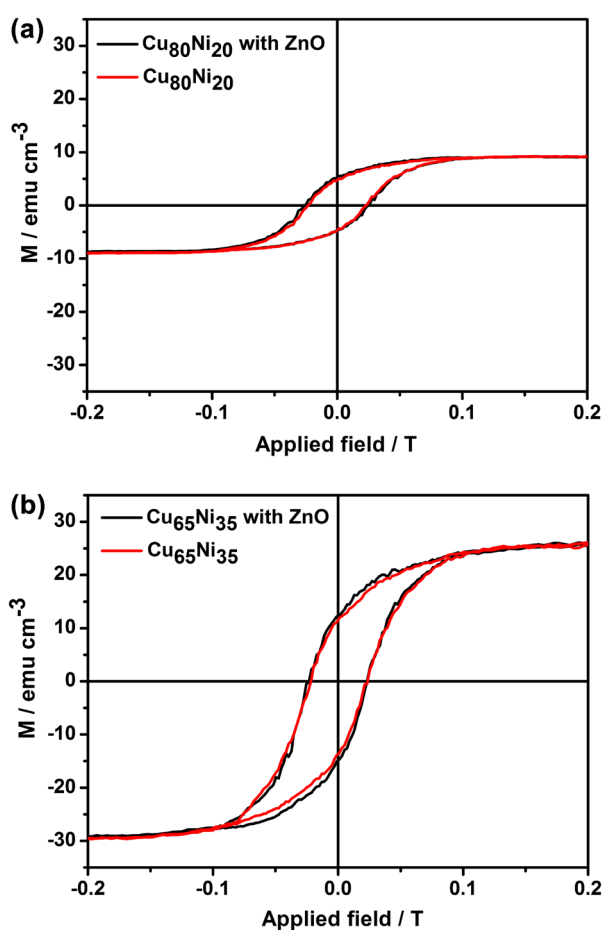 (a)
Cu80Ni20 with ZnO
Cu80Ni20
30
20
10
0
-10
-20
-30
M / emu cm-3
-0.2
-0.1
0.0
0.1
0.2
Applied field / T
(b)
Cu65Ni35 with ZnO
Cu65Ni35
30
20
10
0
-10
-20
-30
M / emu cm-3
-0.2
-0.1
0.0
0.1
0.2
Applied field / T